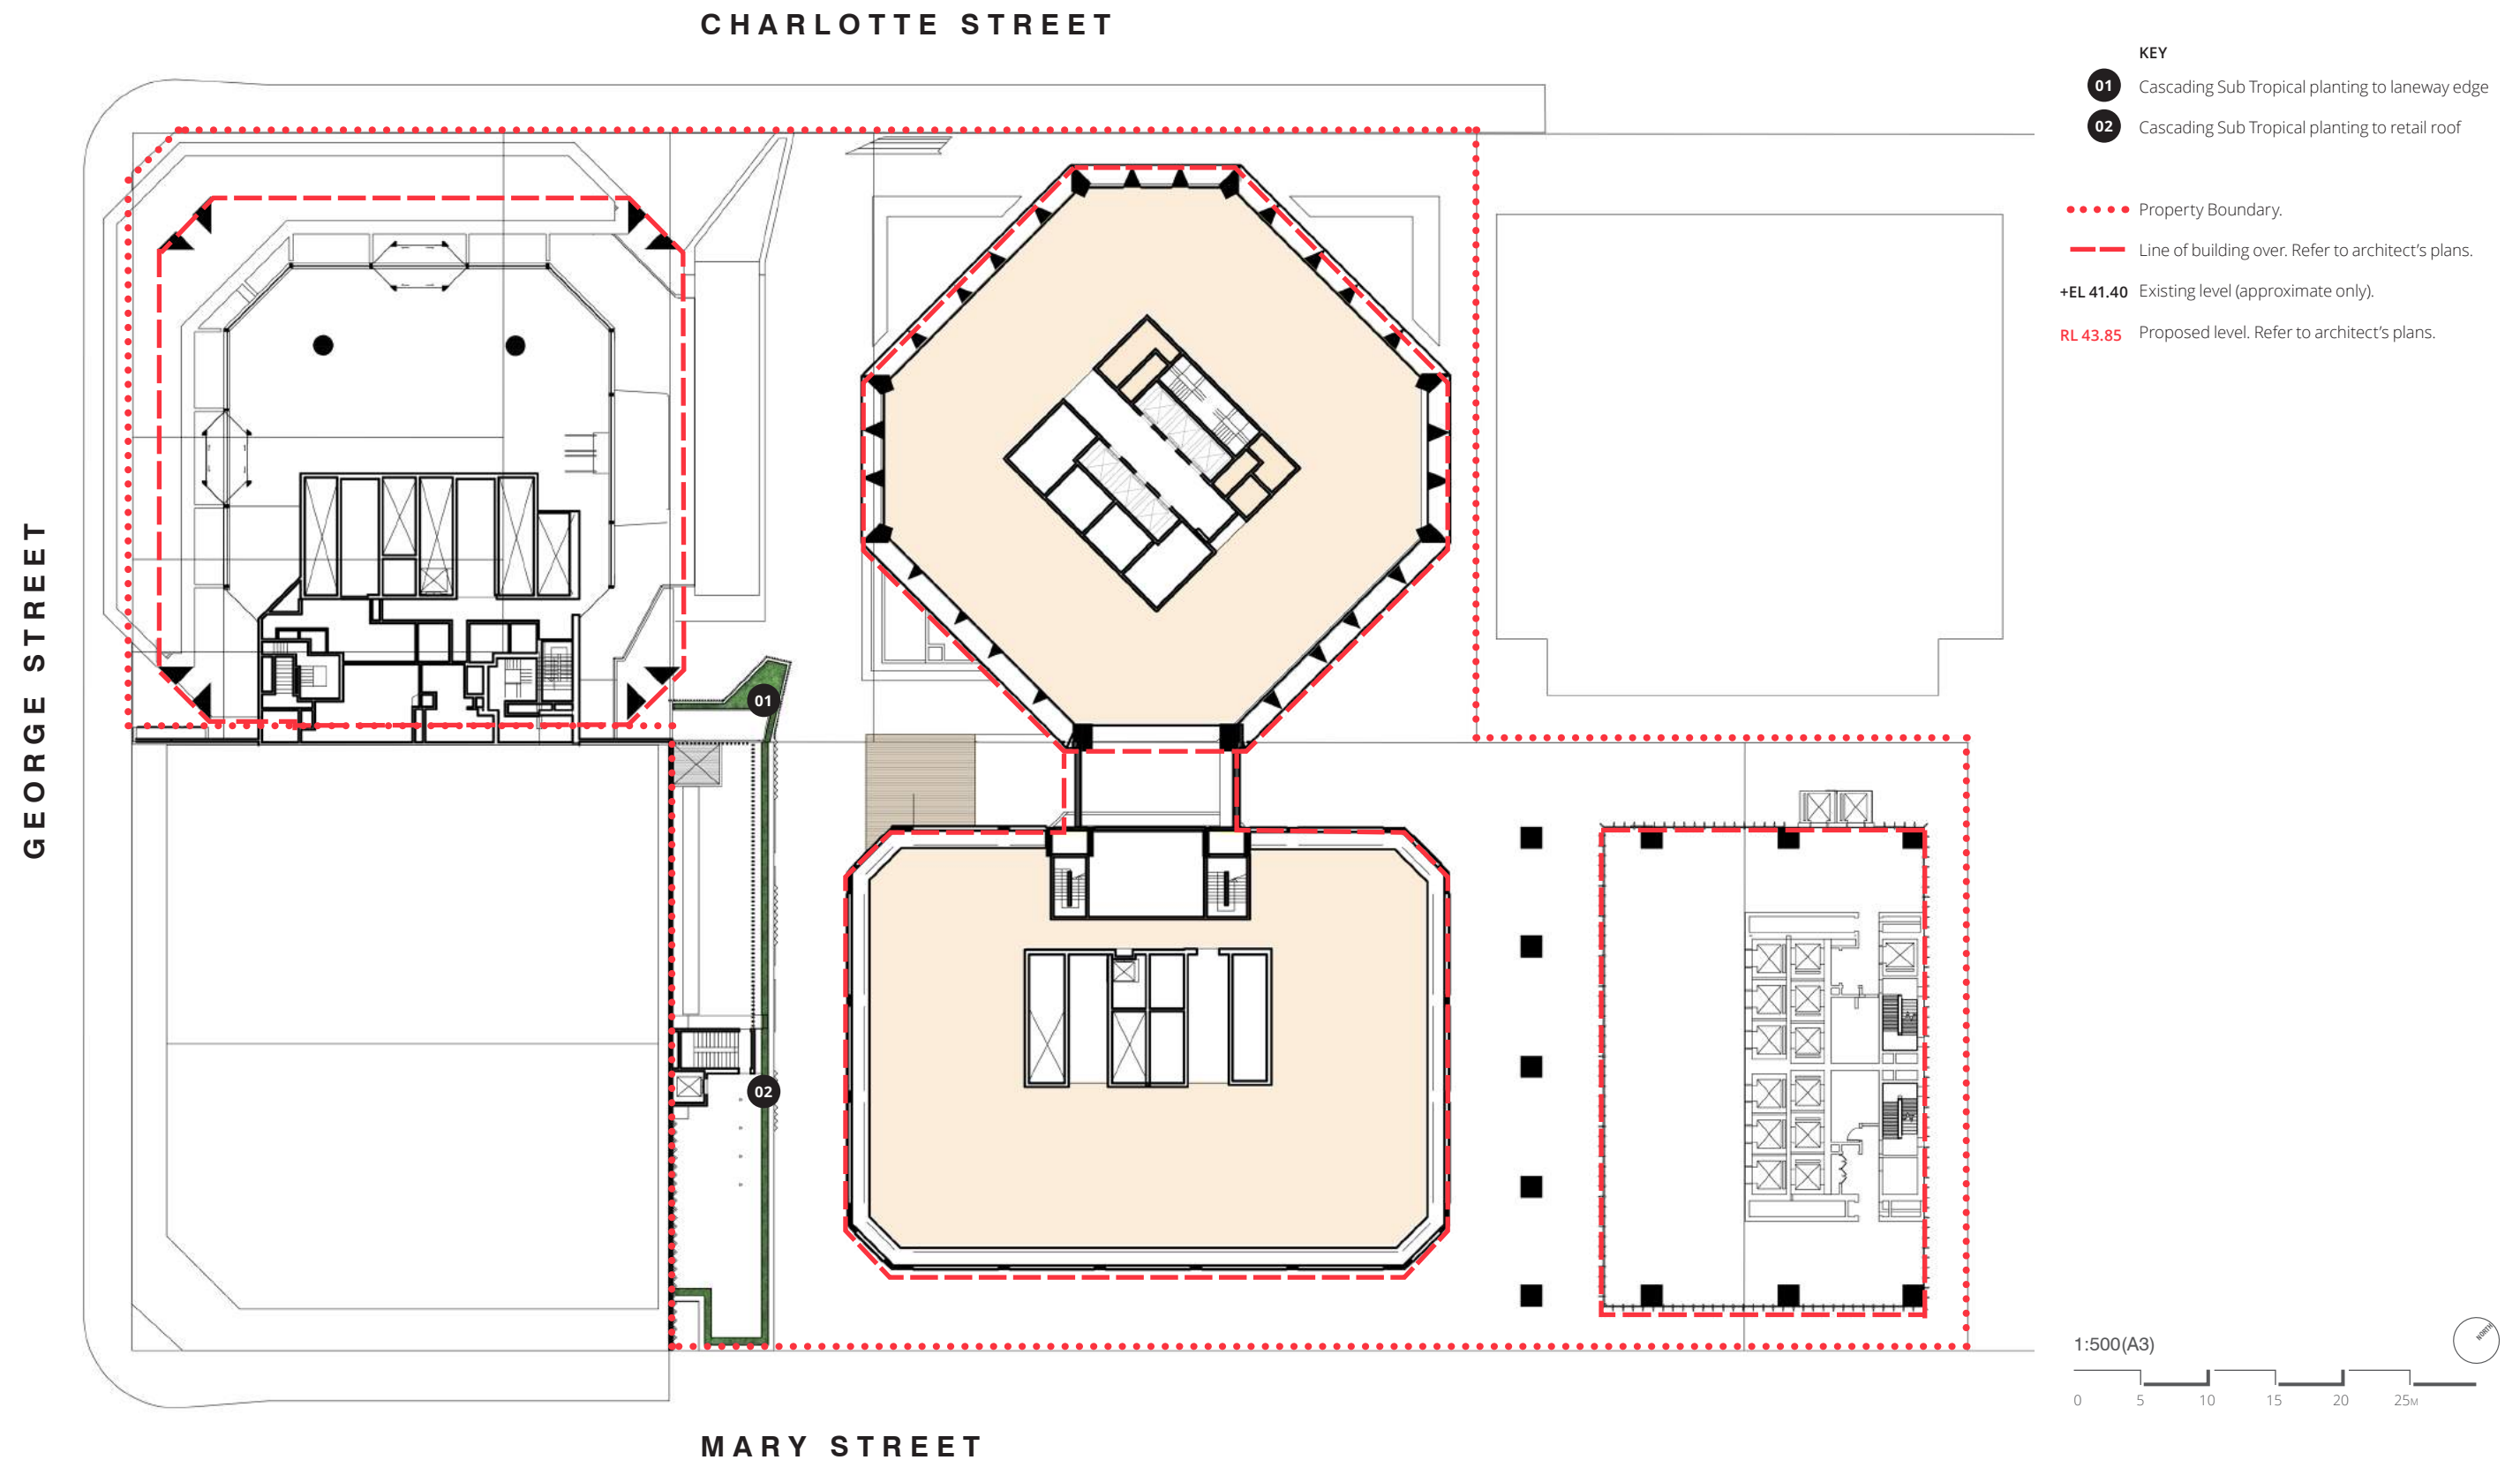 CHARLOTTE STREET
KEY
01 Cascading Sub Tropical planting to laneway edge
02 Cascading Sub Tropical planting to retail roof
Property Boundary.
Line of building over. Refer to architect's plans.
+EL 41.40 Existing level (approximate only).
RL 43.85 Proposed level. Refer to architect's plans.
GEORGE STREET
01
02
1:500(A3)
NORTH
0 5 10 15 20 25M
MARY STREET